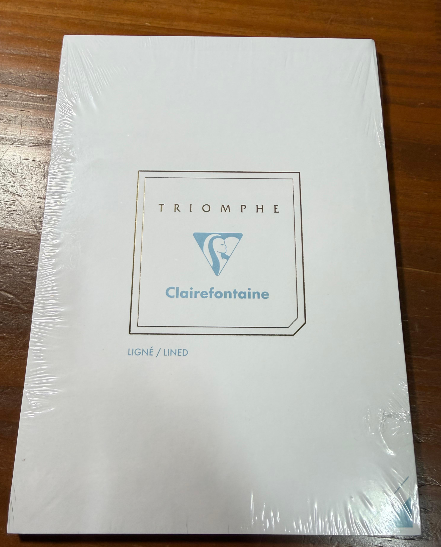 TRIOMPHE
Clairefontaine
LIGNÉ / LINED